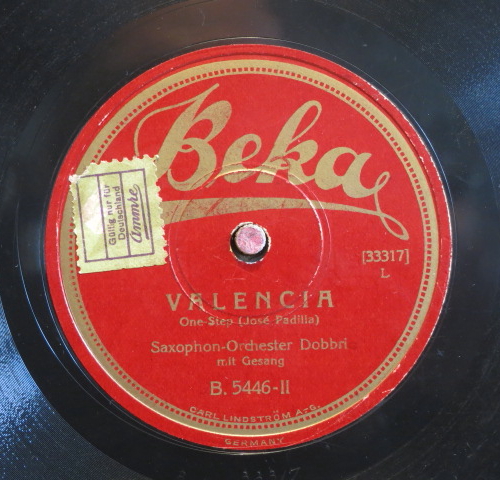 Beka
Gültig nur für
Deutschland
Ammre
[33317]
L
VALENCIA
One-Step (José Padilla)
Saxophon-Orchester Dobbri
mit Gesang
B. 5446-II
CARL LINDSTRÖM A.-G.
GERMANY